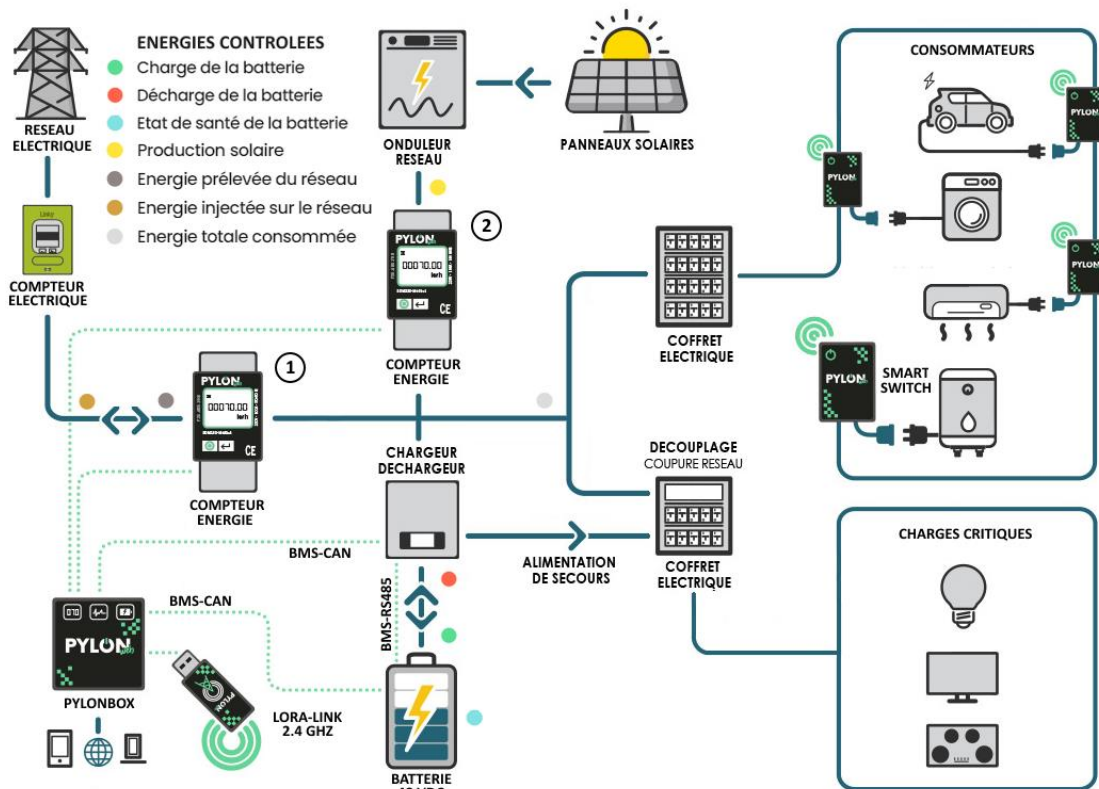 ENERGIES CONTROLEES
Charge de la batterie
Décharge de la batterie
Etat de santé de la batterie
Production solaire
Energie prélevée du réseau
Energie injectée sur le réseau
Energie totale consommée
RESEAU
ELECTRIQUE
Linky
COMPTEUR
ELECTRIQUE
ONDULEUR
RESEAU
PANNEAUX SOLAIRES
2
PYLON
00070.00
kwh
CE
COMPTEUR
ENERGIE
1
PYLON
00070.00
kwh
CE
COMPTEUR
ENERGIE
CHARGEUR
DECHARGEUR
BMS-CAN
BMS-RS485
ALIMENTATION
DE SECOURS
COFFRET
ELECTRIQUE
DECOUPLAGE
COUPURE RESEAU
COFFRET
ELECTRIQUE
CONSOMMATEURS
PYLON
PYLON
PYLON
PYLON
SMART
SWITCH
CHARGES CRITIQUES
BMS-CAN
PYLON
PYLONBOX
PYLON
LORA-LINK
2.4 GHZ
BATTERIE